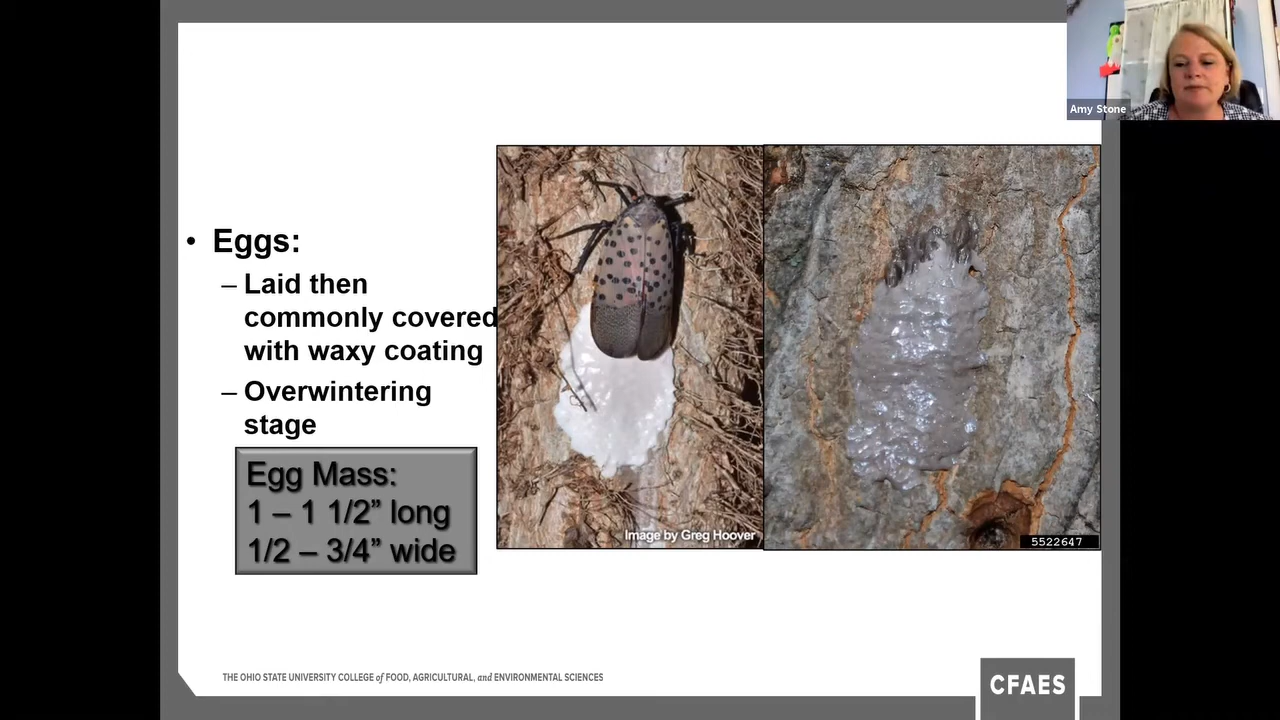 Amy Stone
• Eggs:
– Laid then
commonly covered
with waxy coating
– Overwintering
stage
Egg Mass:
1 – 1 1/2” long
1/2 – 3/4” wide
Image by Greg Hoover
5522647
THE OHIO STATE UNIVERSITY COLLEGE of FOOD, AGRICULTURAL, and ENVIRONMENTAL SCIENCES
CFAES